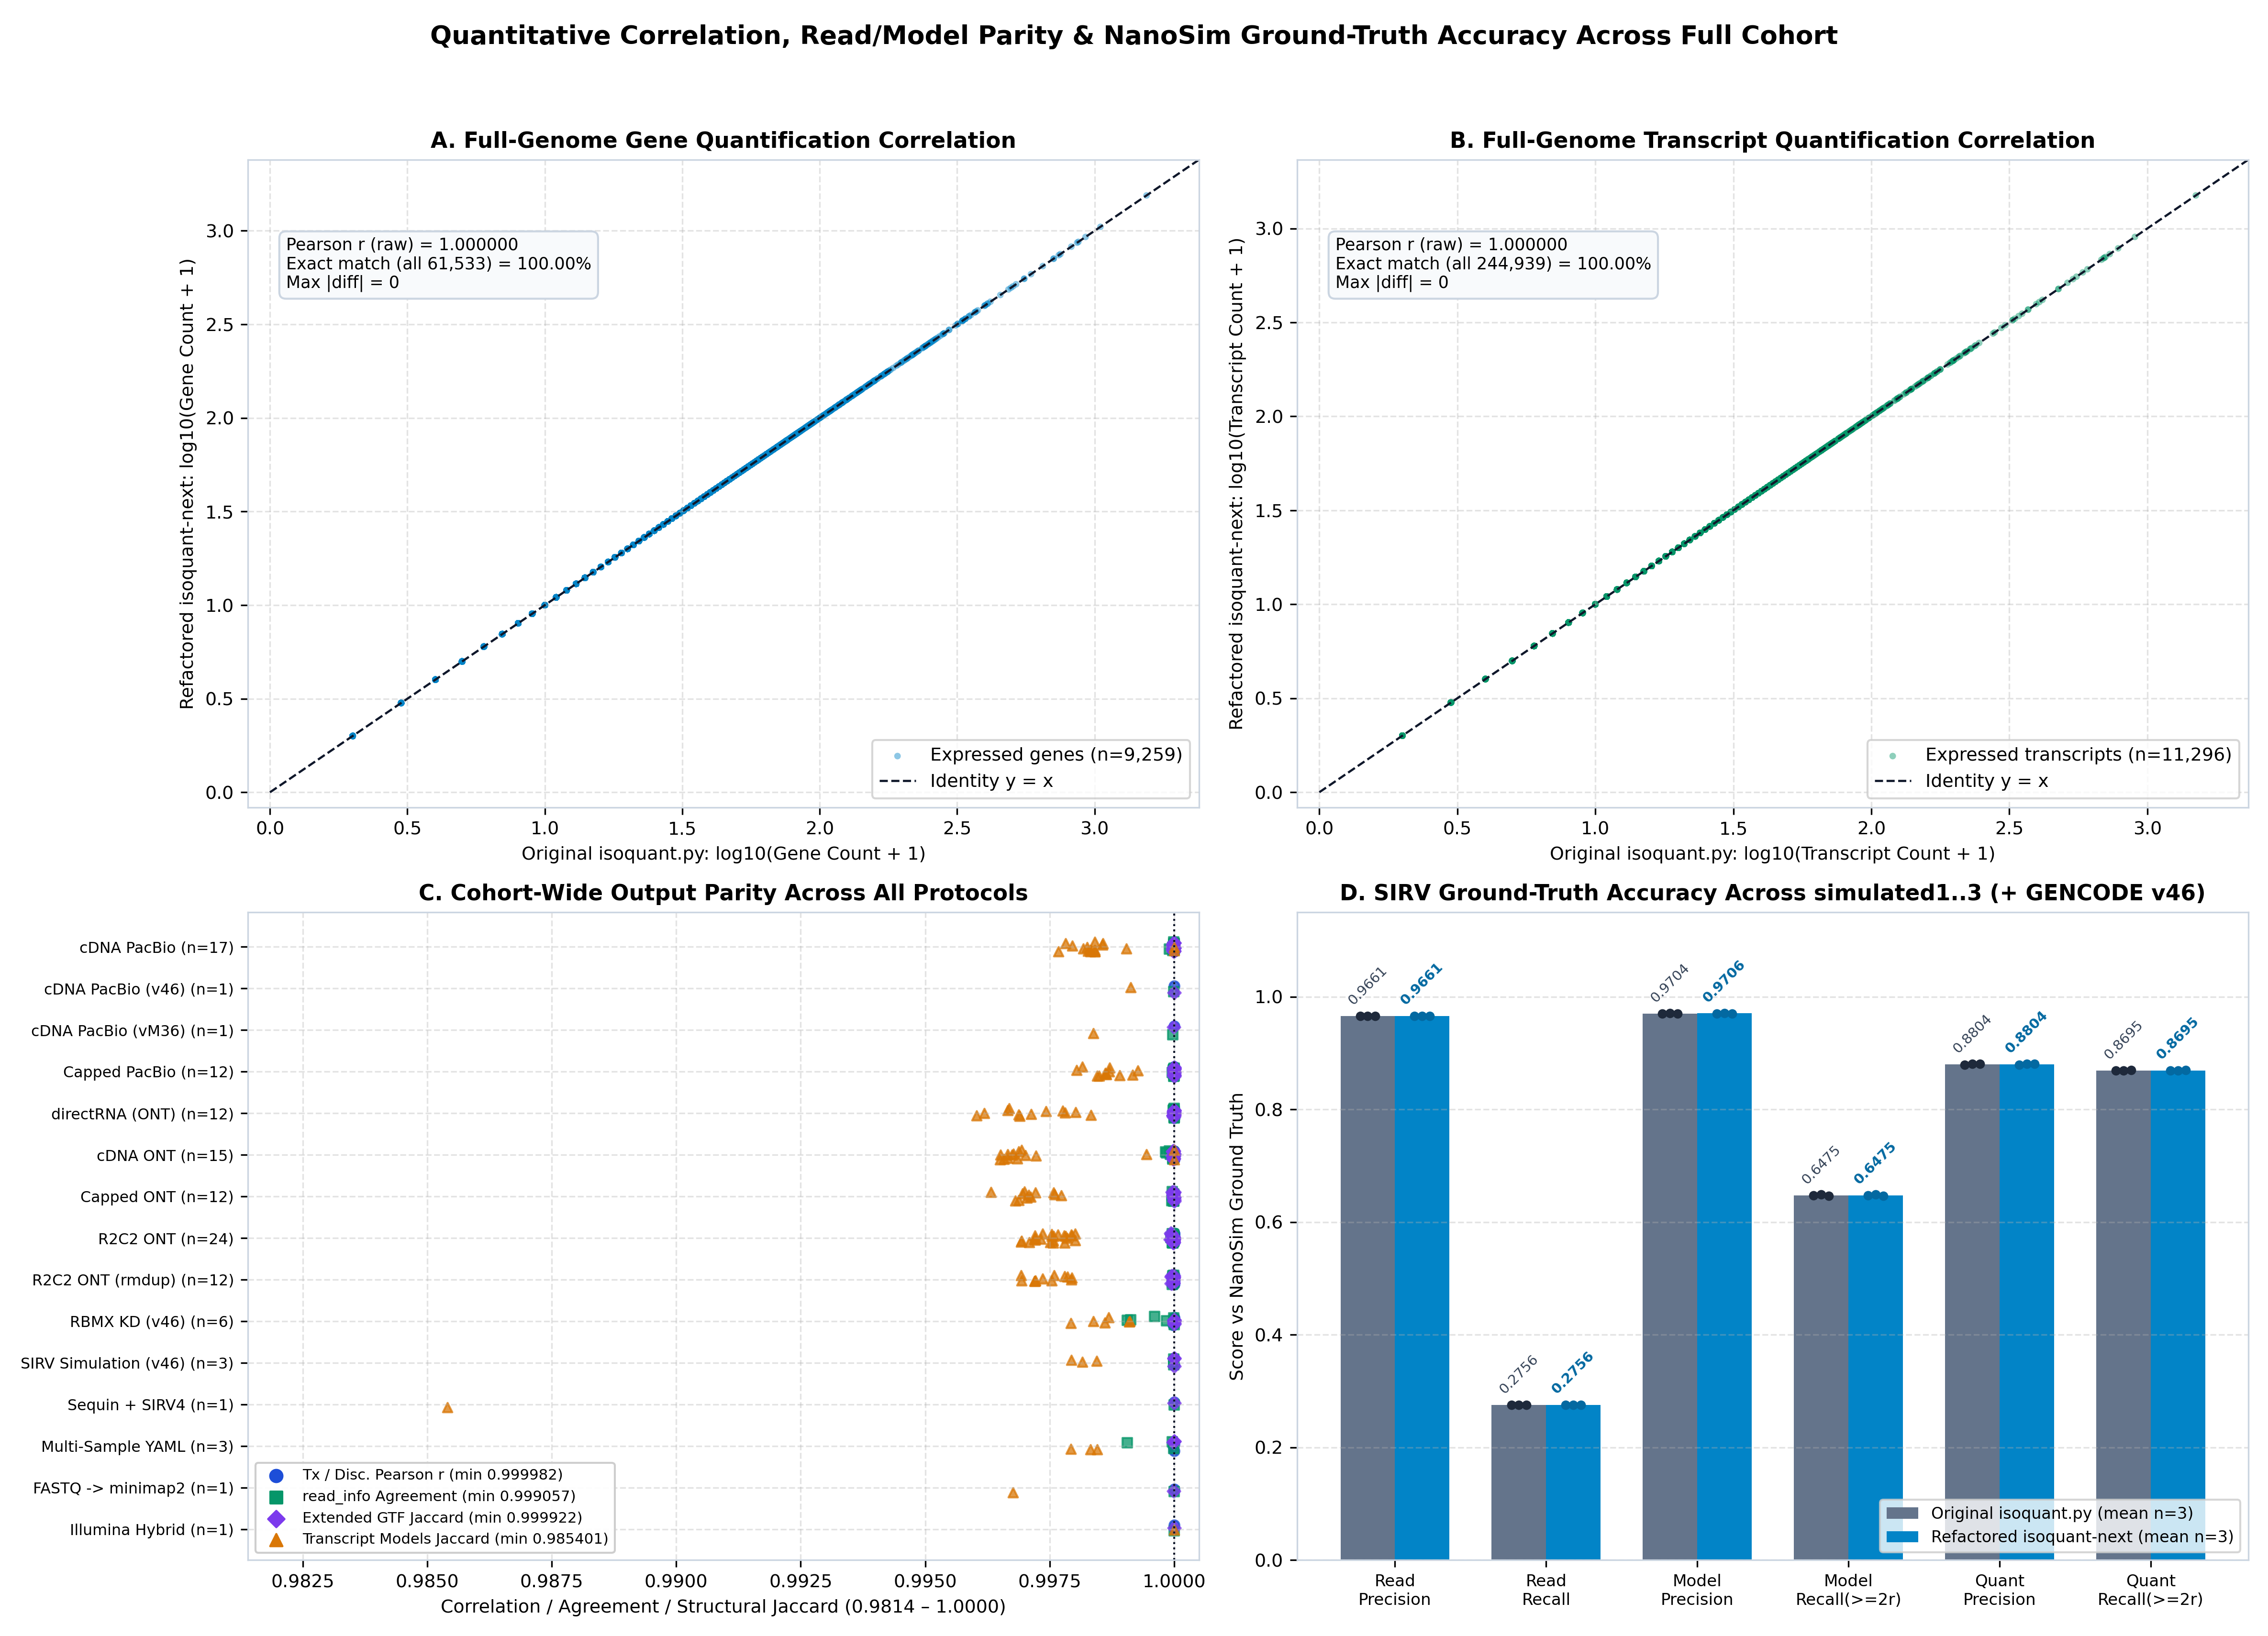 Quantitative Correlation, Read/Model Parity & NanoSim Ground-Truth Accuracy Across Full Cohort
A. Full-Genome Gene Quantification Correlation
Refactored isoquant-next: log10(Gene Count + 1)
3.0
2.5
2.0
1.5
1.0
0.5
0.0
Pearson r (raw) = 1.000000
Exact match (all 61,533) = 100.00%
Max |diff| = 0
Expressed genes (n=9,259)
Identity y = x
0.0 0.5 1.0 1.5 2.0 2.5 3.0
Original isoquant.py: log10(Gene Count + 1)
B. Full-Genome Transcript Quantification Correlation
Refactored isoquant-next: log10(Transcript Count + 1)
3.0
2.5
2.0
1.5
1.0
0.5
0.0
Pearson r (raw) = 1.000000
Exact match (all 244,939) = 100.00%
Max |diff| = 0
Expressed transcripts (n=11,296)
Identity y = x
0.0 0.5 1.0 1.5 2.0 2.5 3.0
Original isoquant.py: log10(Transcript Count + 1)
C. Cohort-Wide Output Parity Across All Protocols
cDNA PacBio (n=17)
cDNA PacBio (v46) (n=1)
cDNA PacBio (vM36) (n=1)
Capped PacBio (n=12)
directRNA (ONT) (n=12)
cDNA ONT (n=15)
Capped ONT (n=12)
R2C2 ONT (n=24)
R2C2 ONT (rmdup) (n=12)
RBMX KD (v46) (n=6)
SIRV Simulation (v46) (n=3)
Sequin + SIRV4 (n=1)
Multi-Sample YAML (n=3)
FASTQ -> minimap2 (n=1)
Illumina Hybrid (n=1)
Tx / Disc. Pearson r (min 0.999982)
read_info Agreement (min 0.999057)
Extended GTF Jaccard (min 0.999922)
Transcript Models Jaccard (min 0.985401)
0.9825 0.9850 0.9875 0.9900 0.9925 0.9950 0.9975 1.0000
Correlation / Agreement / Structural Jaccard (0.9814 – 1.0000)
D. SIRV Ground-Truth Accuracy Across simulated1..3 (+ GENCODE v46)
Score vs NanoSim Ground Truth
1.0
0.8
0.6
0.4
0.2
0.0
0.9661 0.9661 0.2756 0.2756 0.9704 0.9706 0.6475 0.6475 0.8804 0.8804 0.8695 0.8695
Original isoquant.py (mean n=3)
Refactored isoquant-next (mean n=3)
Read Read Model Model Quant Quant
Precision Recall Precision Recall(>=2r) Precision Recall(>=2r)